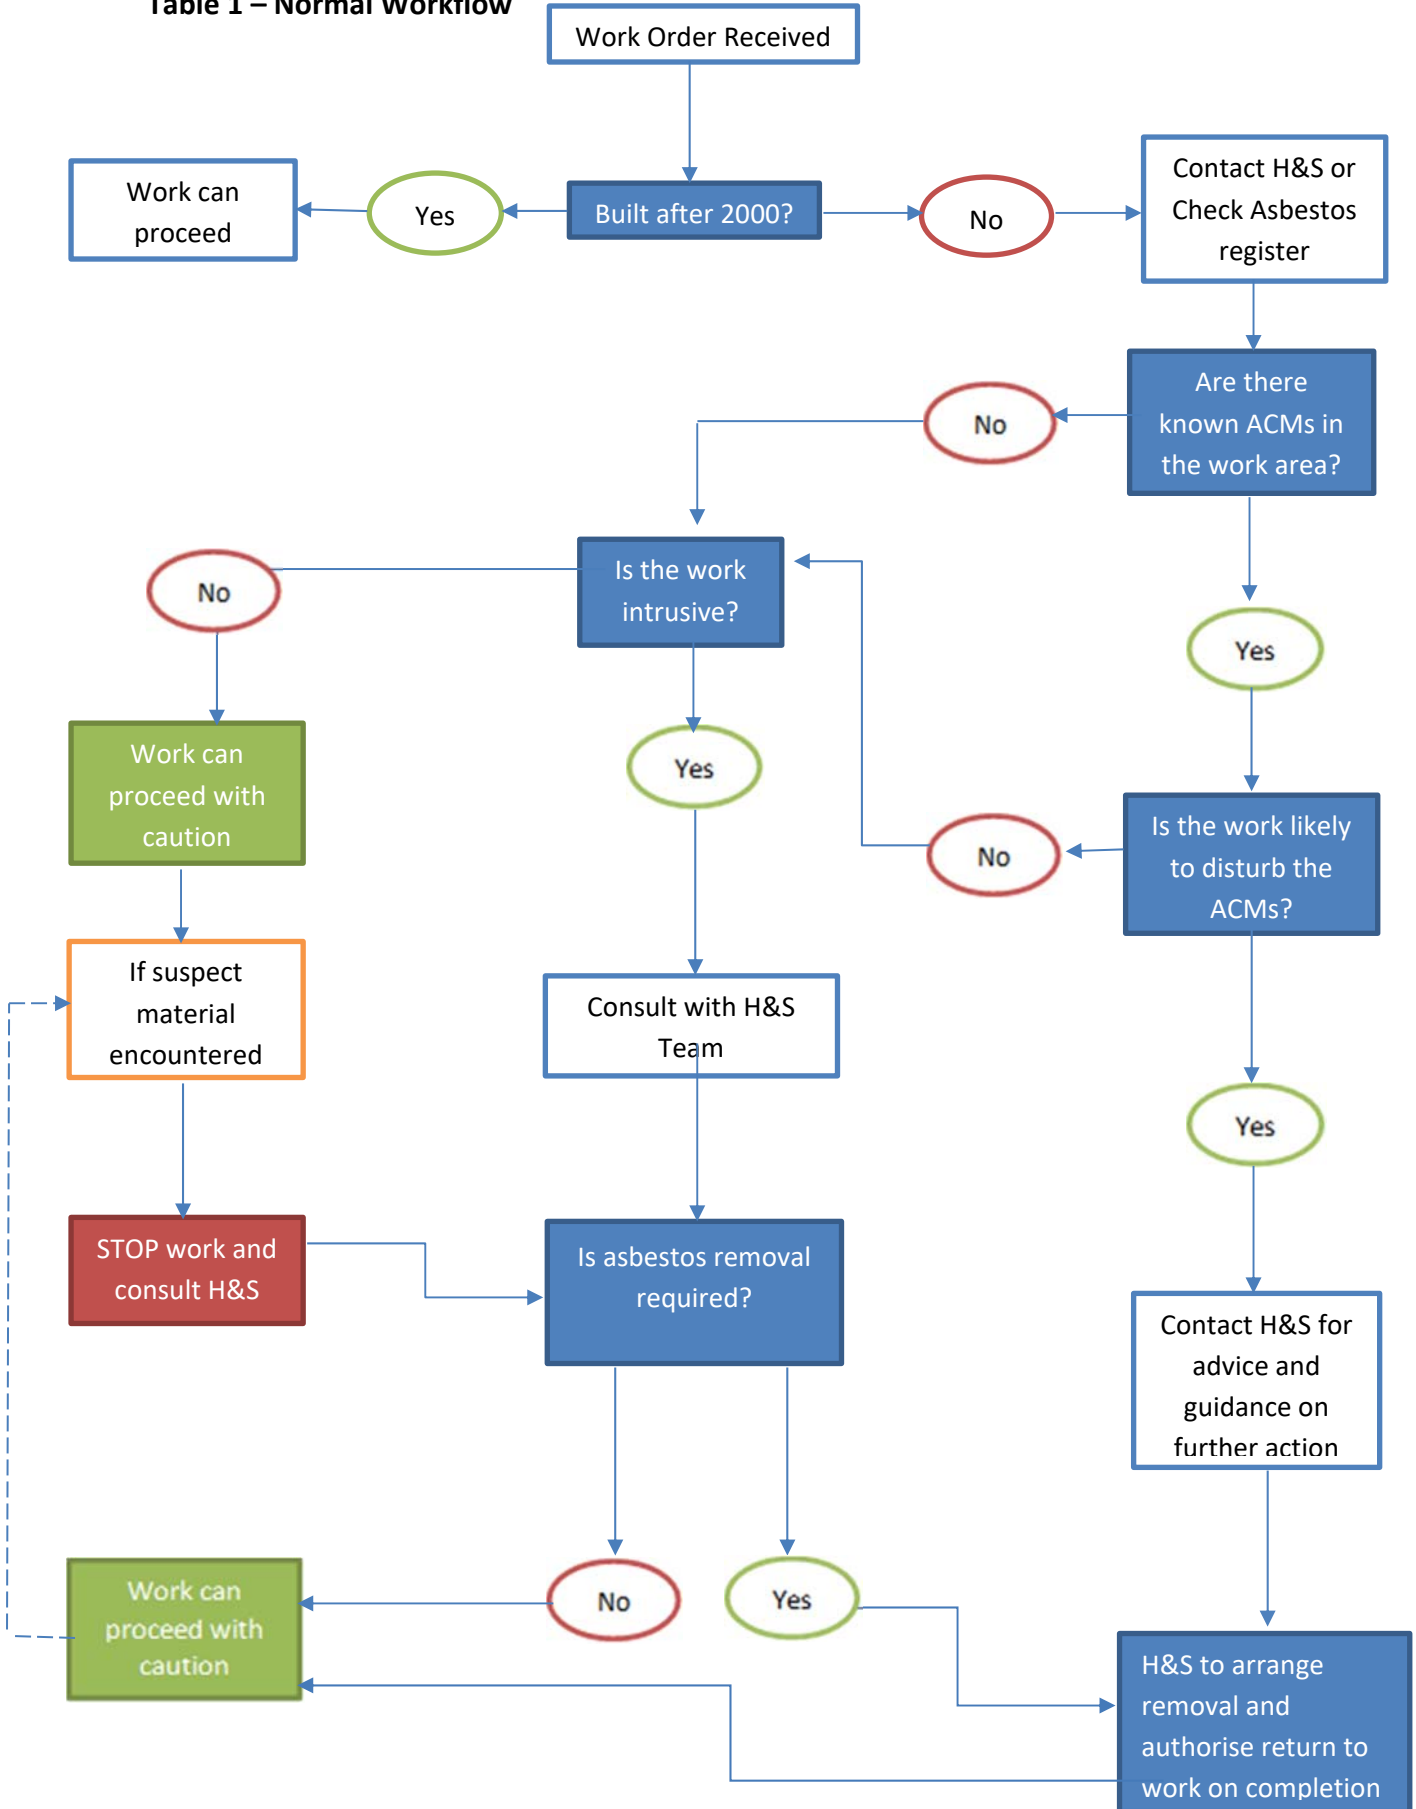 Table 1 – Normal Workflow
Work Order Received
Work can
proceed
Yes
Built after 2000?
No
Contact H&S or
Check Asbestos
register
Are there
known ACMs in
the work area?
No
Is the work
intrusive?
No
Yes
Work can
proceed with
caution
Yes
Is the work likely
to disturb the
ACMs?
No
If suspect
material
encountered
Consult with H&S
Team
Yes
STOP work and
consult H&S
Is asbestos removal
required?
Contact H&S for
advice and
guidance on
further action
Work can
proceed with
caution
No
Yes
H&S to arrange
removal and
authorise return to
work on completion